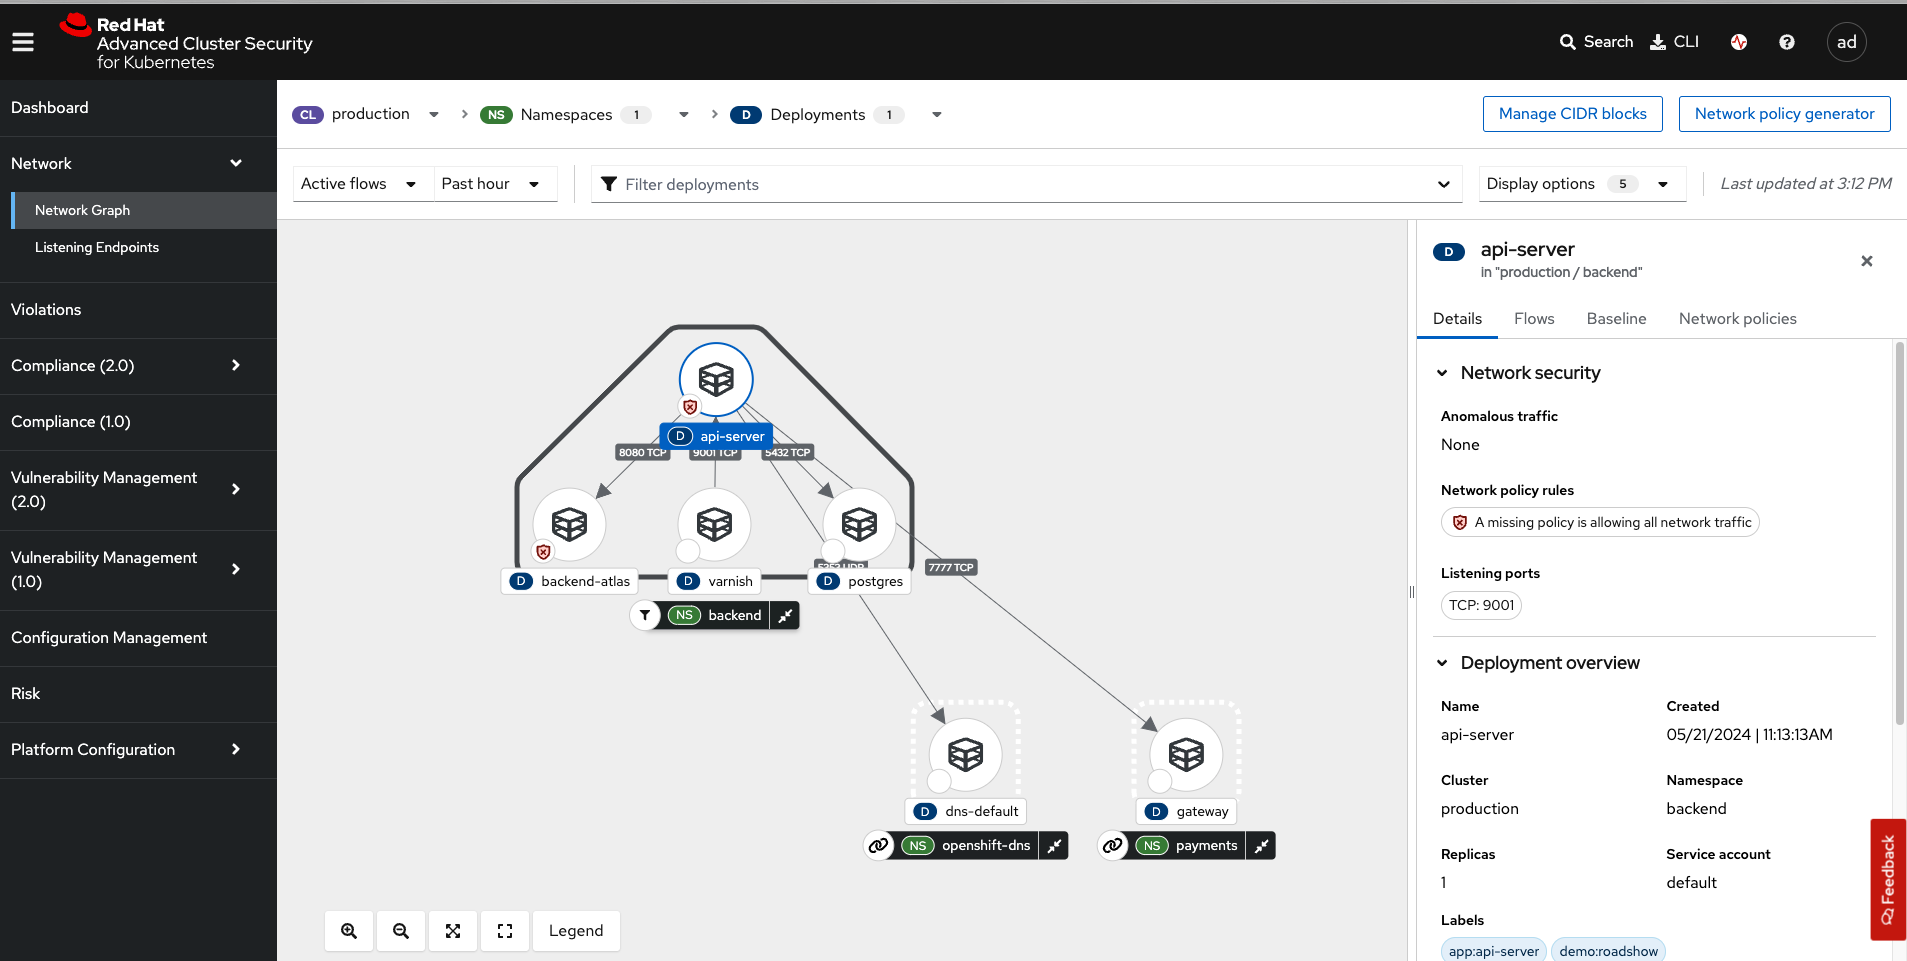 Red Hat
Advanced Cluster Security
for Kubernetes
Search
CLI
ad
Dashboard
Network
Network Graph
Listening Endpoints
Violations
Compliance (2.0)
Compliance (1.0)
Vulnerability Management
(2.0)
Vulnerability Management
(1.0)
Configuration Management
Risk
Platform Configuration
CL production
NS Namespaces 1
D Deployments 1
Manage CIDR blocks
Network policy generator
Active flows
Past hour
Filter deployments
Display options 5
Last updated at 3:12 PM
D api-server
8080 TCP
9001 TCP
5432 TCP
D backend-atlas
D varnish
D postgres
5353 UDP
7777 TCP
NS backend
D dns-default
D gateway
NS openshift-dns
NS payments
Legend
D api-server
in "production / backend"
Details
Flows
Baseline
Network policies
Network security
Anomalous traffic
None
Network policy rules
A missing policy is allowing all network traffic
Listening ports
TCP: 9001
Deployment overview
Name
Created
api-server
05/21/2024 | 11:13:13AM
Cluster
Namespace
production
backend
Replicas
Service account
1
default
Labels
app:api-server
demo:roadshow
Feedback